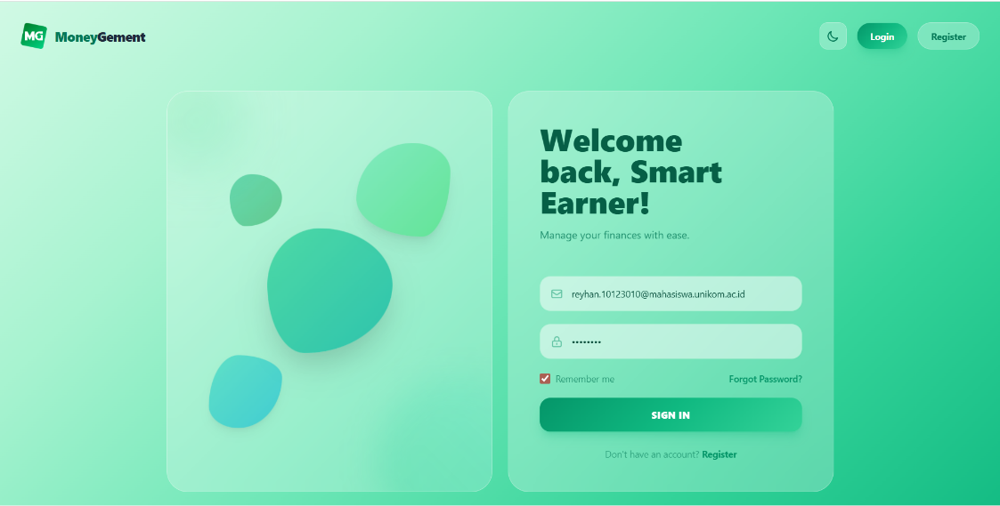 MG MoneyGement
Login
Register
Welcome
back, Smart
Earner!
Manage your finances with ease.
reyhan.10123010@mahasiswa.unikom.ac.id
••••••••
Remember me
Forgot Password?
SIGN IN
Don't have an account? Register